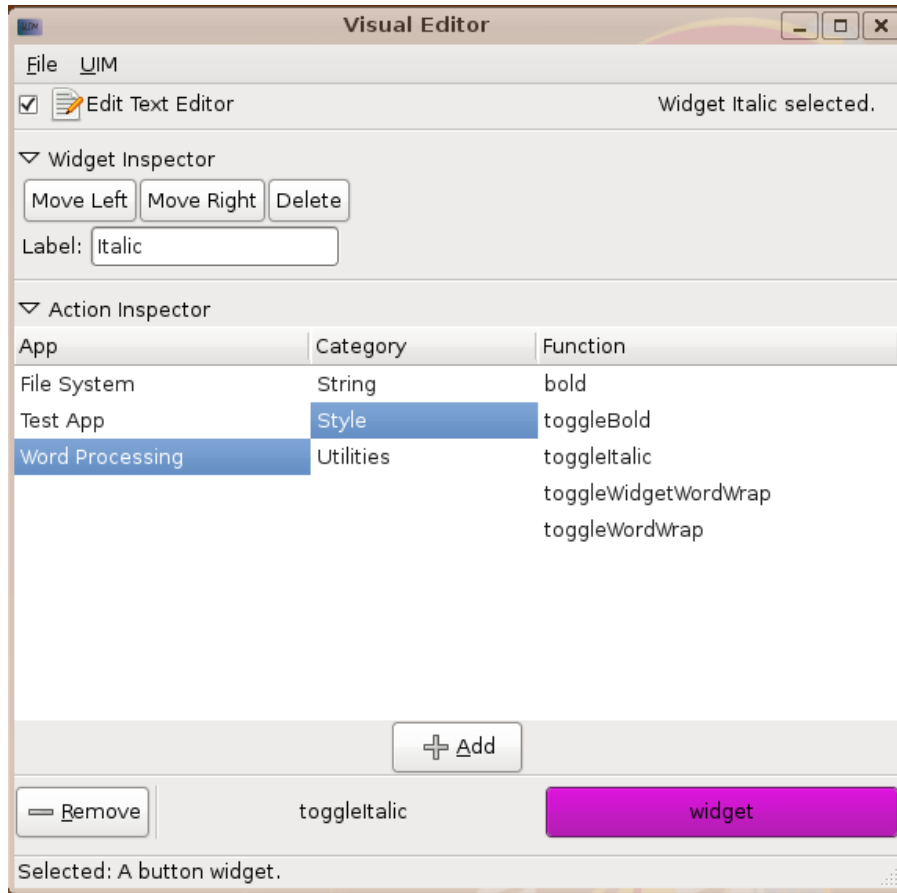 Visual Editor
File UIM
Edit Text Editor Widget Italic selected.
Widget Inspector
Move Left Move Right Delete
Label: Italic
Action Inspector
App Category Function
File System String bold
Test App Style toggleBold
Word Processing Utilities toggleItalic
toggleWidgetWordWrap
toggleWordWrap
Add
Remove toggleItalic widget
Selected: A button widget.